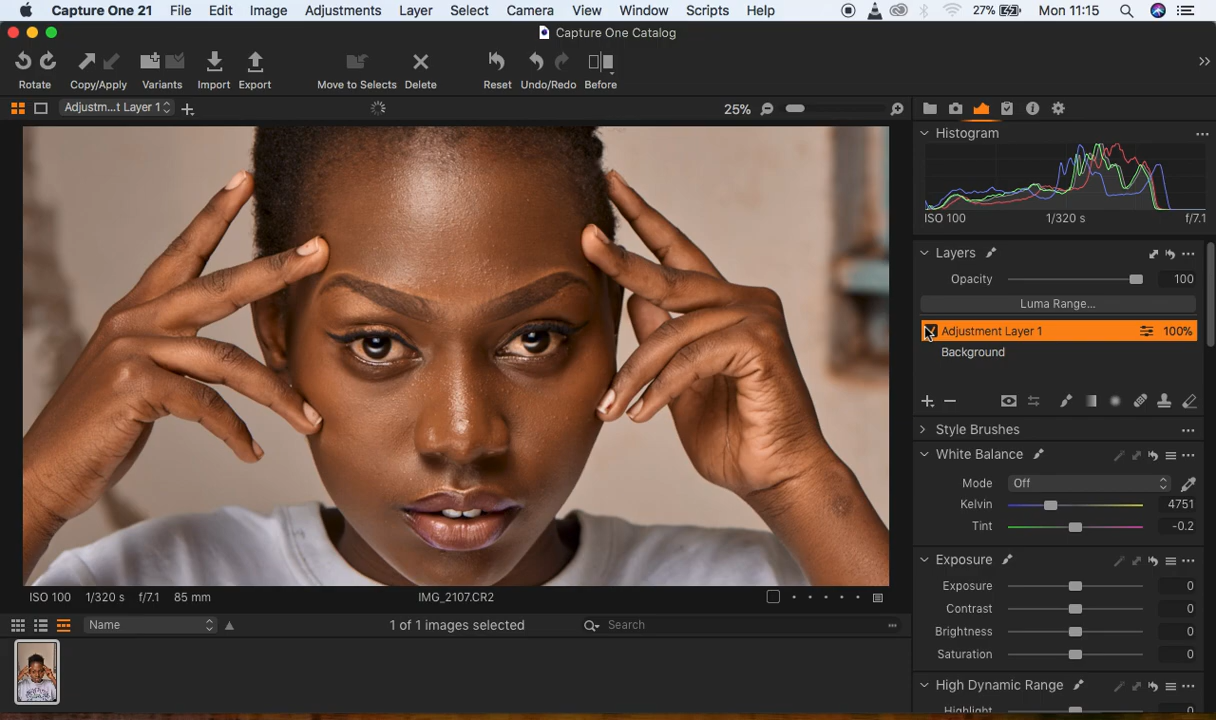 Capture One 21 File Edit Image Adjustments Layer Select Camera View Window Scripts Help 27% Mon 11:15
Capture One Catalog
Rotate Copy/Apply Variants Import Export Move to Selects Delete Reset Undo/Redo Before
Adjustm...t Layer 1 25%
Histogram
ISO 100 1/320 s f/7.1
Layers
Opacity 100
Luma Range...
Adjustment Layer 1 100%
Background
Style Brushes
White Balance
Mode Off
Kelvin 4751
Tint -0.2
Exposure
Exposure 0
Contrast 0
Brightness 0
Saturation 0
High Dynamic Range
Highlight 0
ISO 100 1/320 s f/7.1 85 mm IMG_2107.CR2
Name 1 of 1 images selected Search